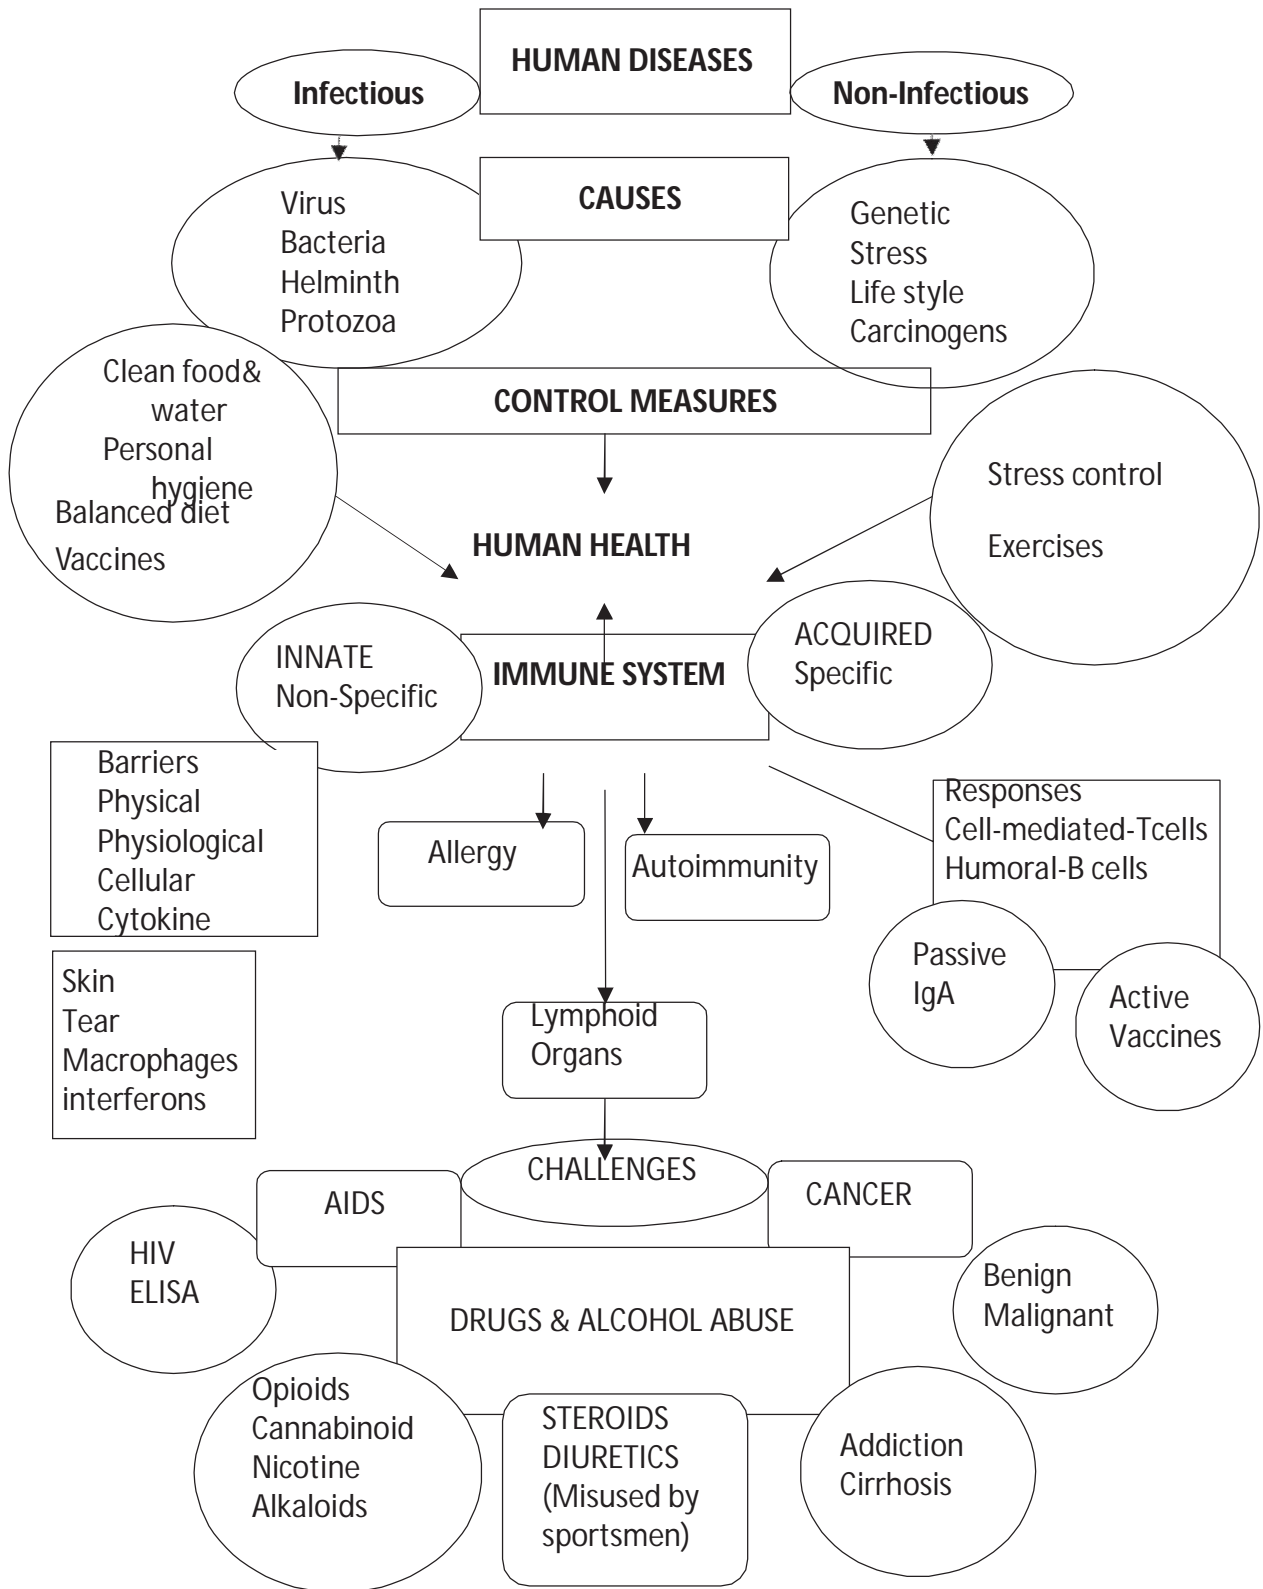 HUMAN DISEASES
Infectious
Non-Infectious
CAUSES
Virus
Bacteria
Helminth
Protozoa
Genetic
Stress
Life style
Carcinogens
Clean food&
water
Personal
hygiene
Balanced diet
Vaccines
CONTROL MEASURES
Stress control
Exercises
HUMAN HEALTH
INNATE
Non-Specific
IMMUNE SYSTEM
ACQUIRED
Specific
Barriers
Physical
Physiological
Cellular
Cytokine
Allergy
Autoimmunity
Responses
Cell-mediated-Tcells
Humoral-B cells
Passive
IgA
Active
Vaccines
Skin
Tear
Macrophages
interferons
Lymphoid
Organs
CHALLENGES
AIDS
CANCER
HIV
ELISA
DRUGS & ALCOHOL ABUSE
Benign
Malignant
Opioids
Cannabinoid
Nicotine
Alkaloids
STEROIDS
DIURETICS
(Misused by
sportsmen)
Addiction
Cirrhosis